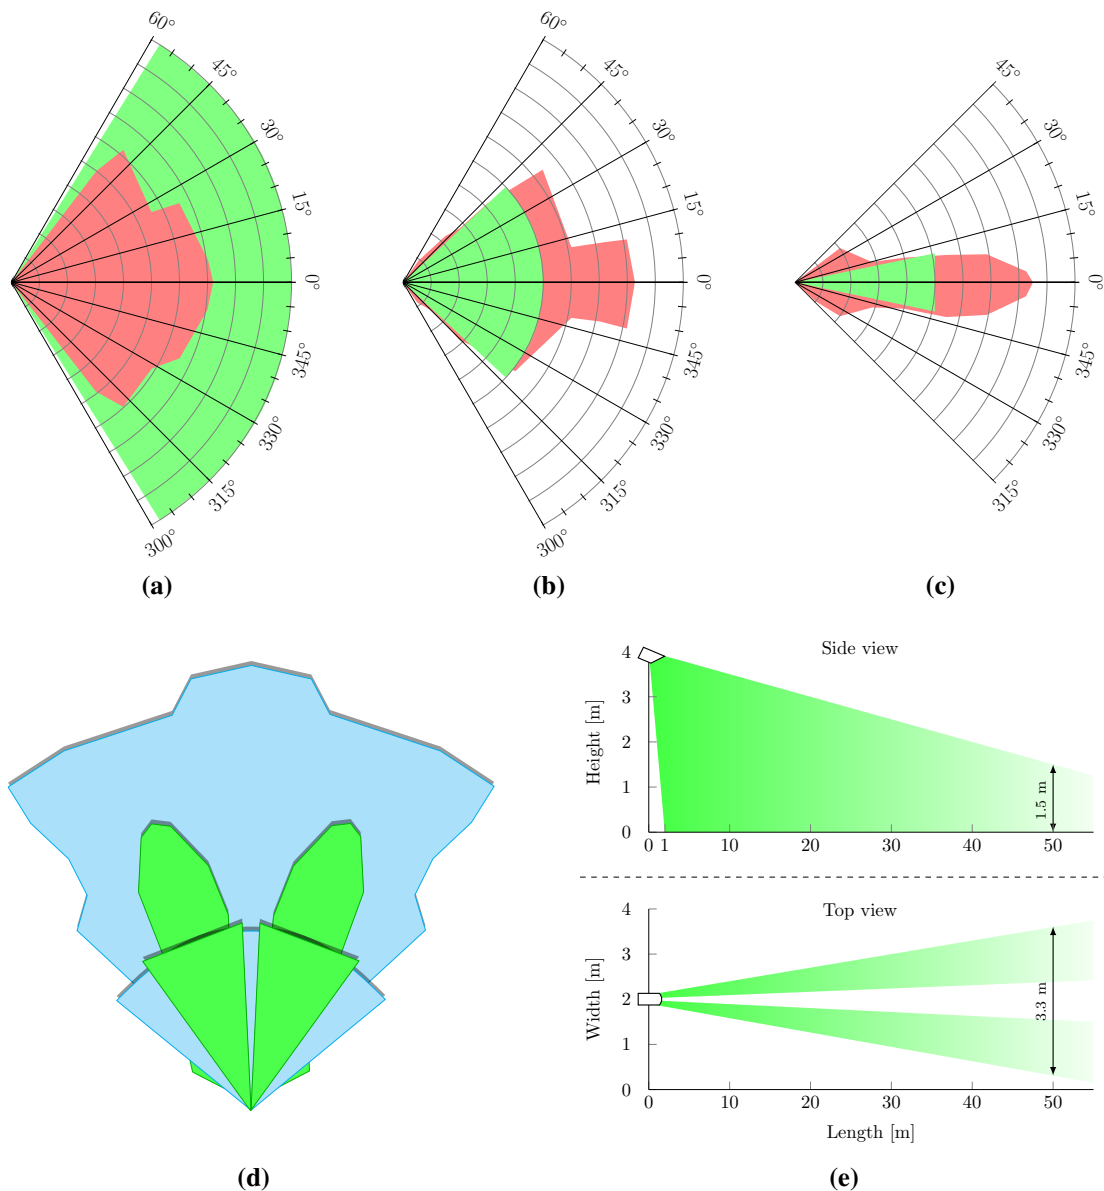 60°
45°
30°
15°
0°
345°
330°
315°
300°
(a)
60°
45°
30°
15°
0°
345°
330°
315°
300°
(b)
45°
30°
15°
0°
345°
330°
315°
(c)
(d)
Side view
Height [m]
4
3
2
1
0
0 1 10 20 30 40 50
1.5 m
Top view
Width [m]
4
3
2
1
0
0 10 20 30 40 50
3.3 m
Length [m]
(e)